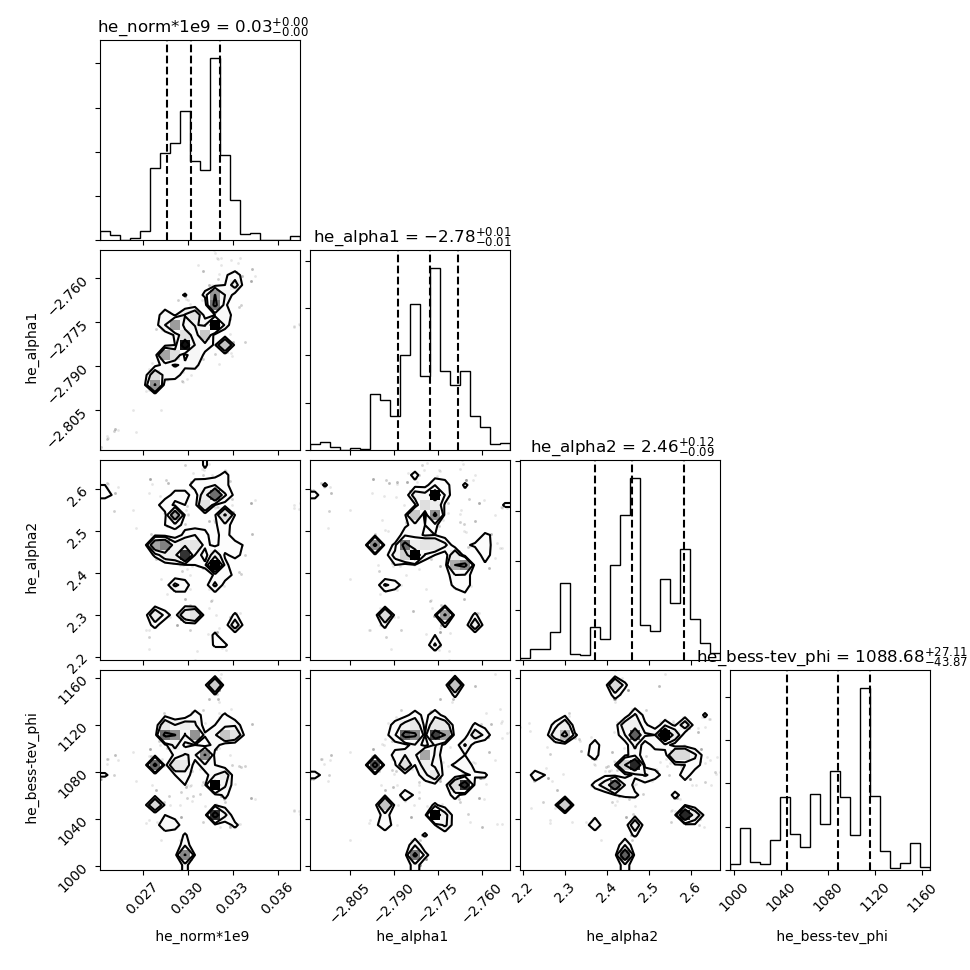 he_norm*1e9 = 0.03+0.00−0.00
he_alpha1 = −2.78+0.01−0.01
−2.760
−2.775
−2.790
−2.805
he_alpha1
he_alpha2 = 2.46+0.12−0.09
2.6
2.5
2.4
2.3
2.2
he_alpha2
he_bess-tev_phi = 1088.68+27.11−43.87
1160
1120
1080
1040
1000
he_bess-tev_phi
0.027 0.030 0.033 0.036
−2.805 −2.790 −2.775 −2.760
2.2 2.3 2.4 2.5 2.6
1000 1040 1080 1120 1160
he_norm*1e9 he_alpha1 he_alpha2 he_bess-tev_phi